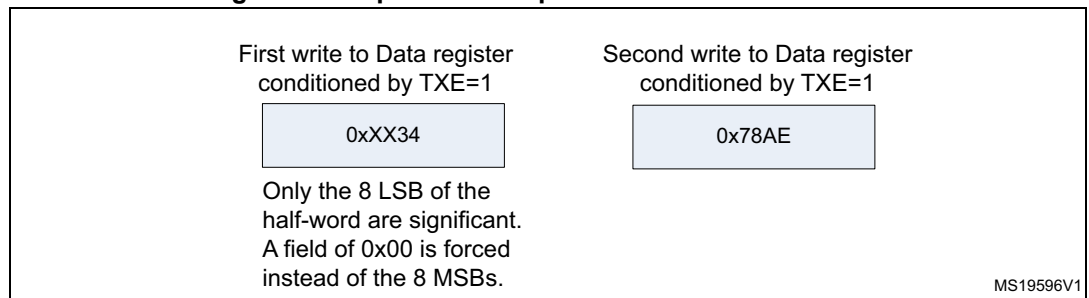 First write to Data register
conditioned by TXE=1
0xXX34
Only the 8 LSB of the
half-word are significant.
A field of 0x00 is forced
instead of the 8 MSBs.
Second write to Data register
conditioned by TXE=1
0x78AE
MS19596V1